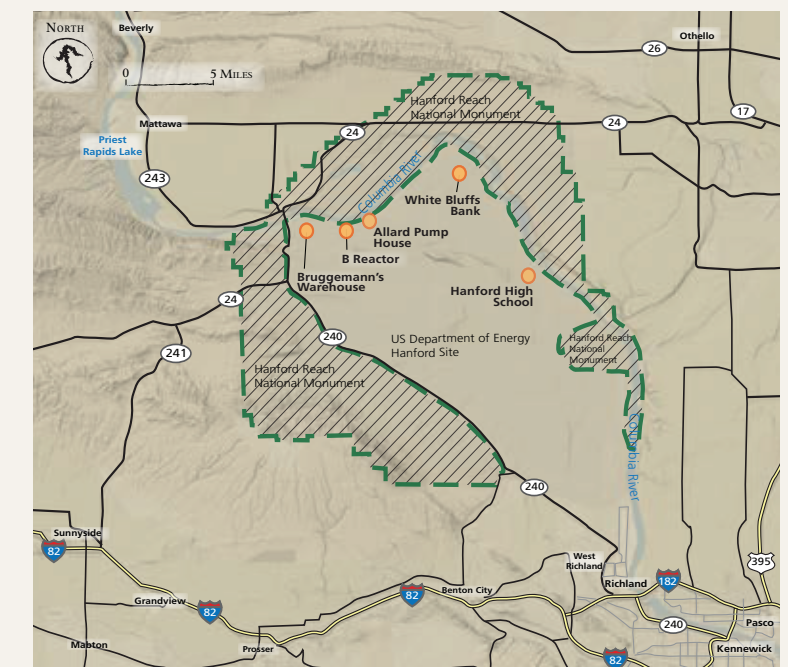 NORTH
0 5 MILES
Beverly
Othello
26
17
Mattawa
24
24
Priest
Rapids Lake
243
Hanford Reach
National Monument
Columbia River
White Bluffs
Bank
Allard Pump
House
B Reactor
Bruggemann's
Warehouse
Hanford High
School
24
241
240
US Department of Energy
Hanford Site
Hanford Reach
National
Monument
Hanford Reach
National Monument
Columbia River
240
Sunnyside
82
West
Richland
395
Richland
182
Benton City
82
Grandview
82
240
Pasco
Mabton
Prosser
82
Kennewick